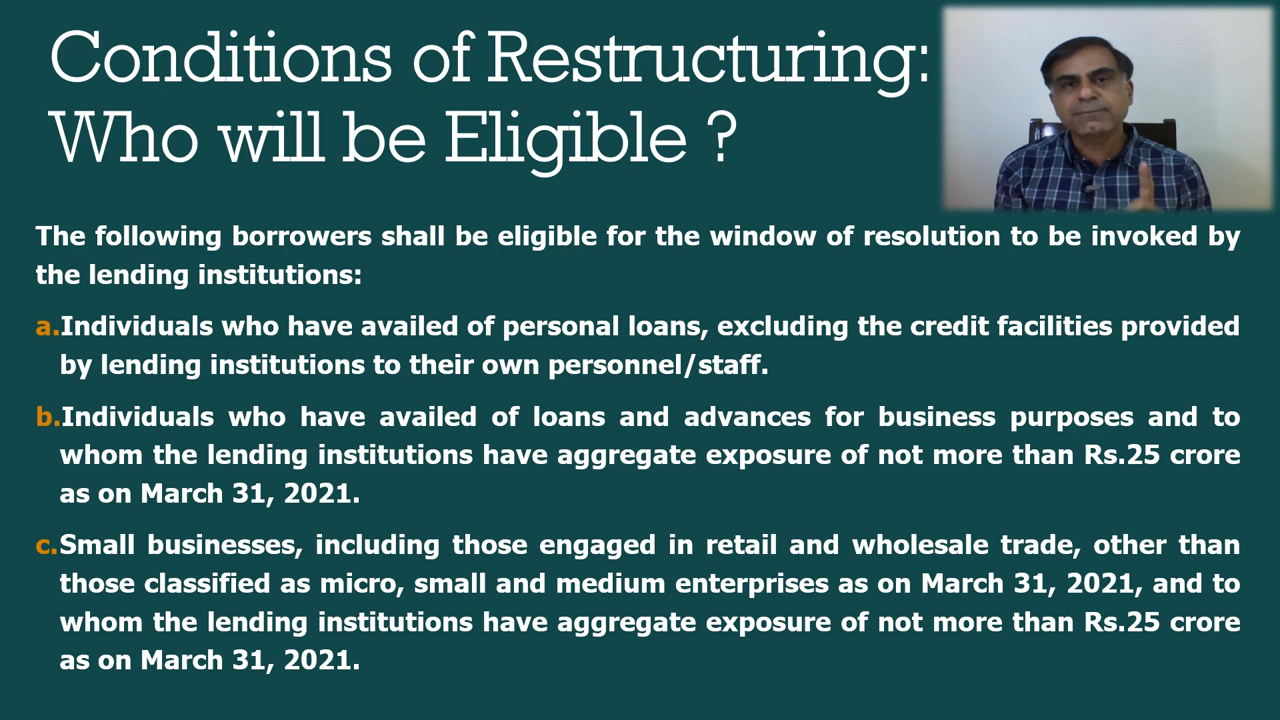 Conditions of Restructuring:
Who will be Eligible ?
The following borrowers shall be eligible for the window of resolution to be invoked by
the lending institutions:
a.Individuals who have availed of personal loans, excluding the credit facilities provided
by lending institutions to their own personnel/staff.
b.Individuals who have availed of loans and advances for business purposes and to
whom the lending institutions have aggregate exposure of not more than Rs.25 crore
as on March 31, 2021.
c.Small businesses, including those engaged in retail and wholesale trade, other than
those classified as micro, small and medium enterprises as on March 31, 2021, and to
whom the lending institutions have aggregate exposure of not more than Rs.25 crore
as on March 31, 2021.